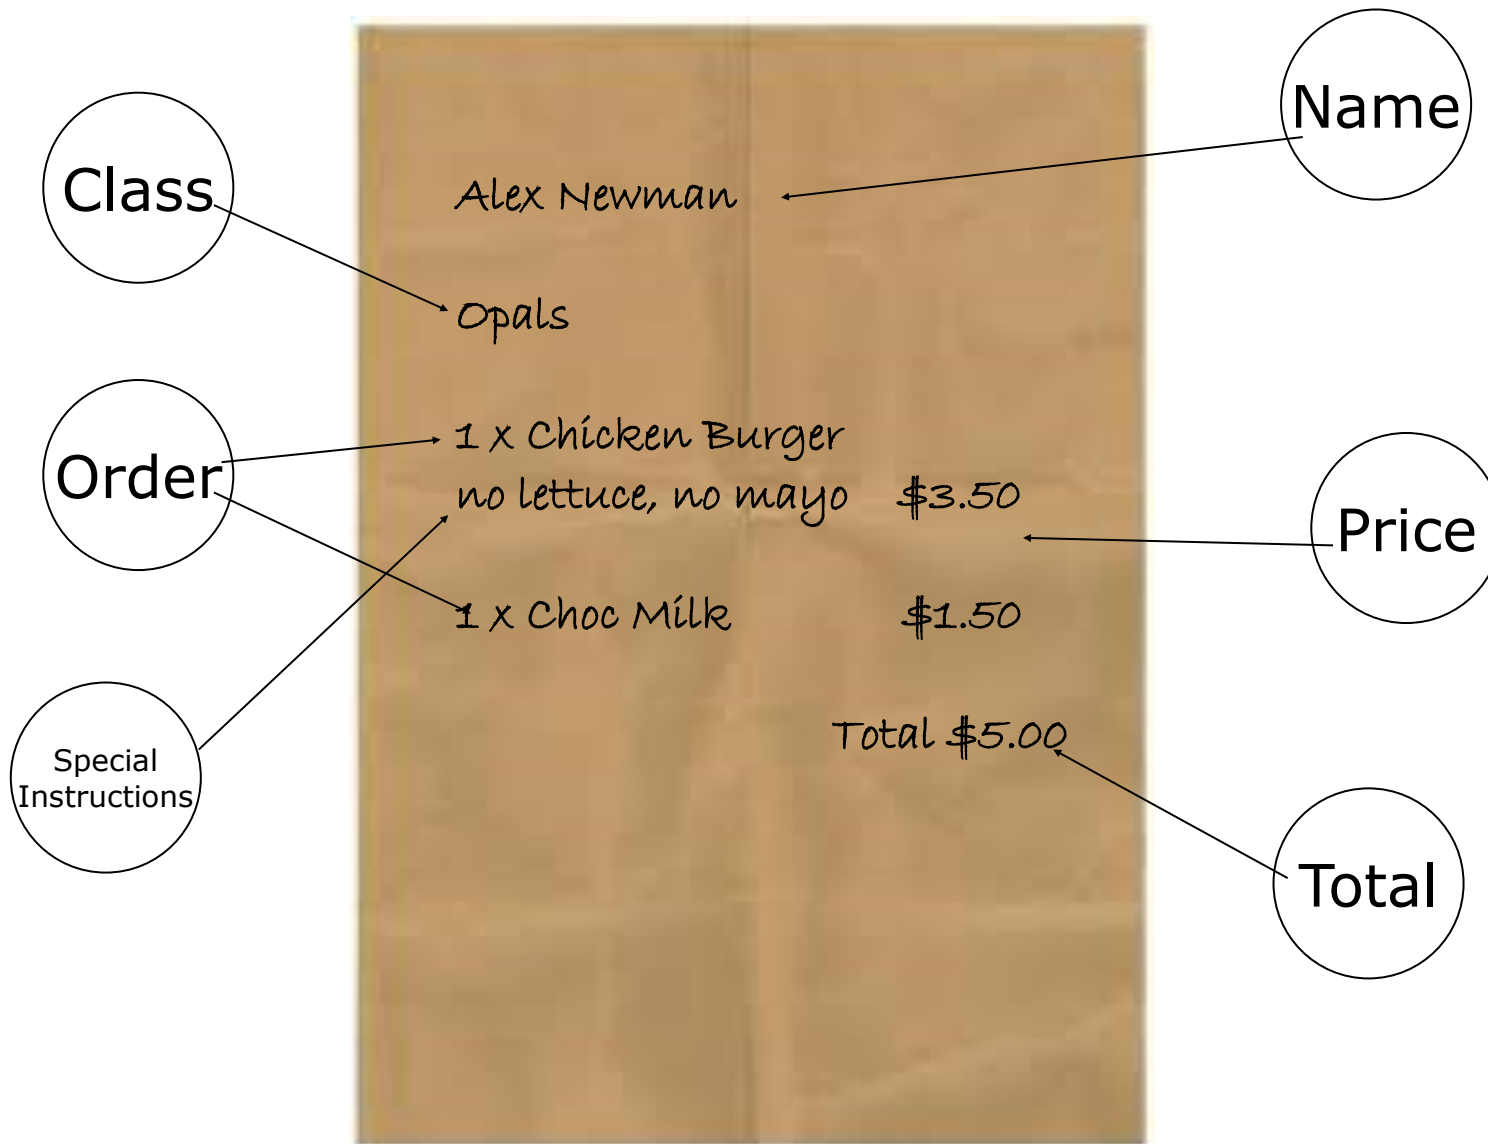 Name
Class
Alex Newman
Opals
1 x Chicken Burger
Order
no lettuce, no mayo $3.50
Price
1 x Choc Milk $1.50
Total $5.00
Special
Instructions
Total